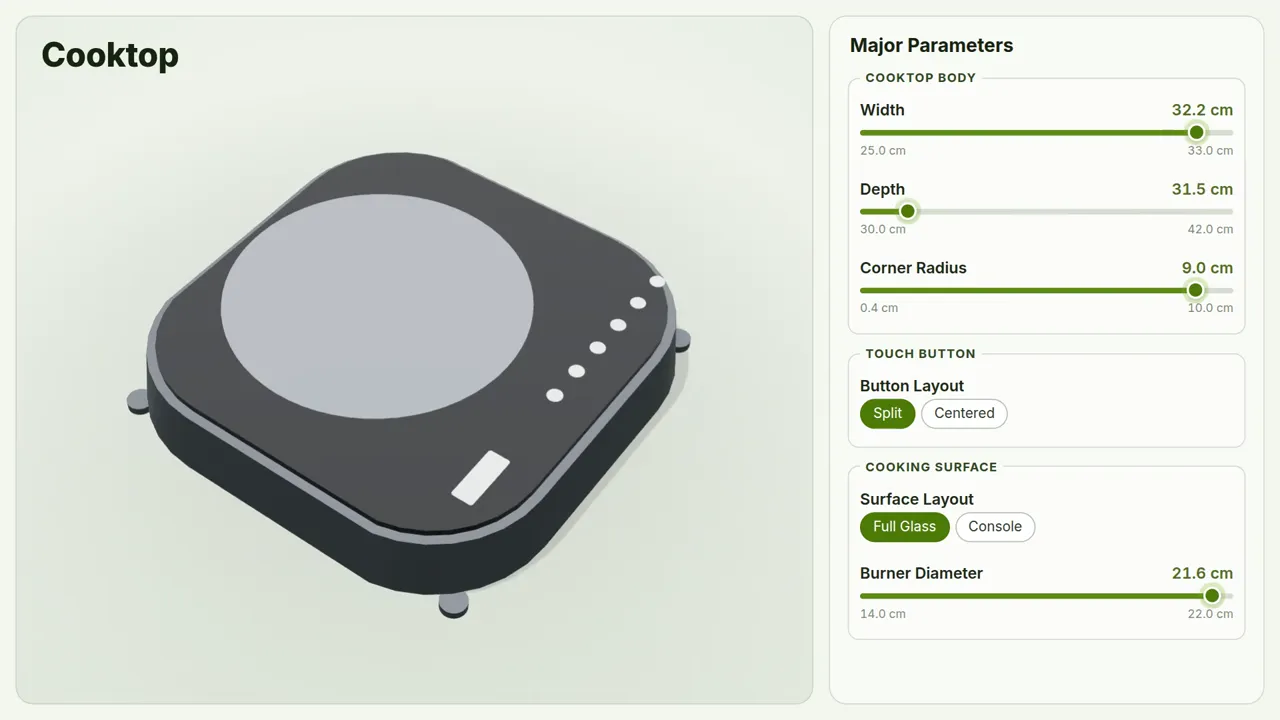 Cooktop
Major Parameters
COOKTOP BODY
Width 32.2 cm
25.0 cm 33.0 cm
Depth 31.5 cm
30.0 cm 42.0 cm
Corner Radius 9.0 cm
0.4 cm 10.0 cm
TOUCH BUTTON
Button Layout
Split Centered
COOKING SURFACE
Surface Layout
Full Glass Console
Burner Diameter 21.6 cm
14.0 cm 22.0 cm